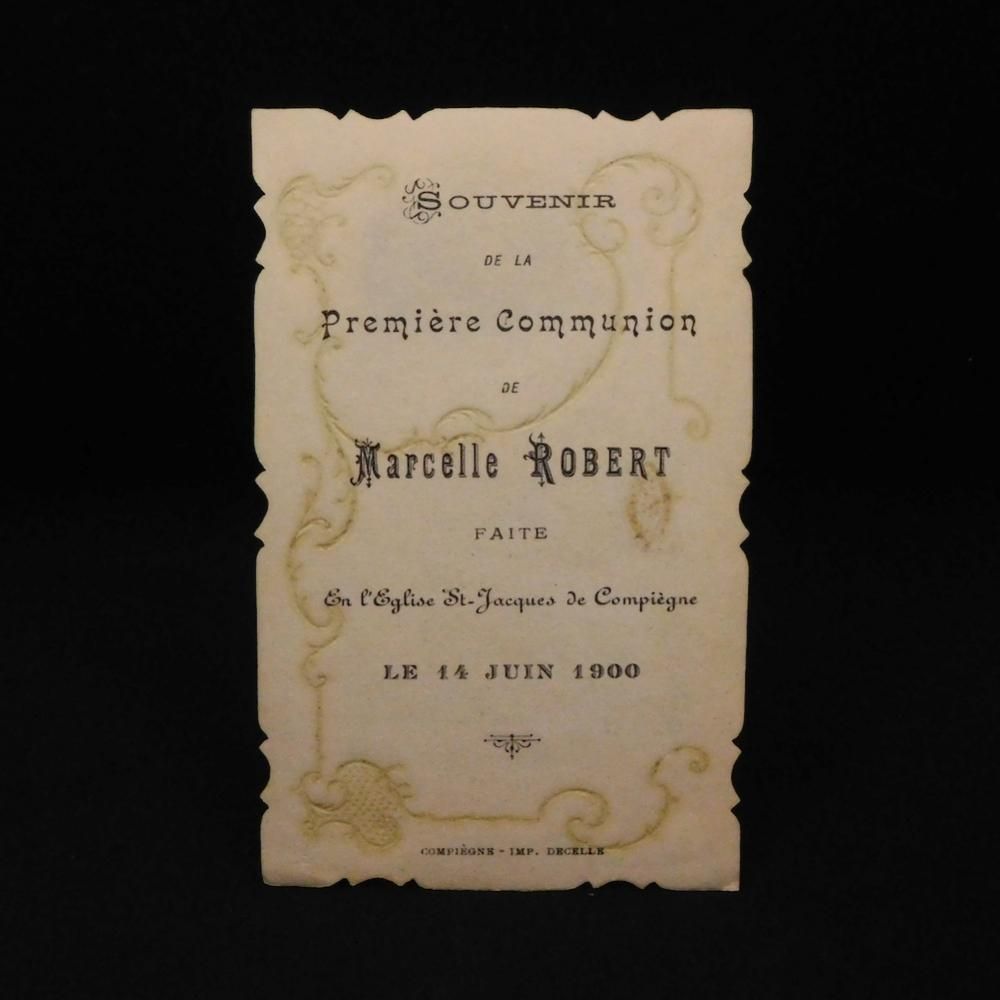 Souvenir
DE LA
Première Communion
DE
Marcelle ROBERT
FAITE
En l'Eglise St-Jacques de Compiègne
LE 14 JUIN 1900
COMPIÈGNE - IMP. DECELLE